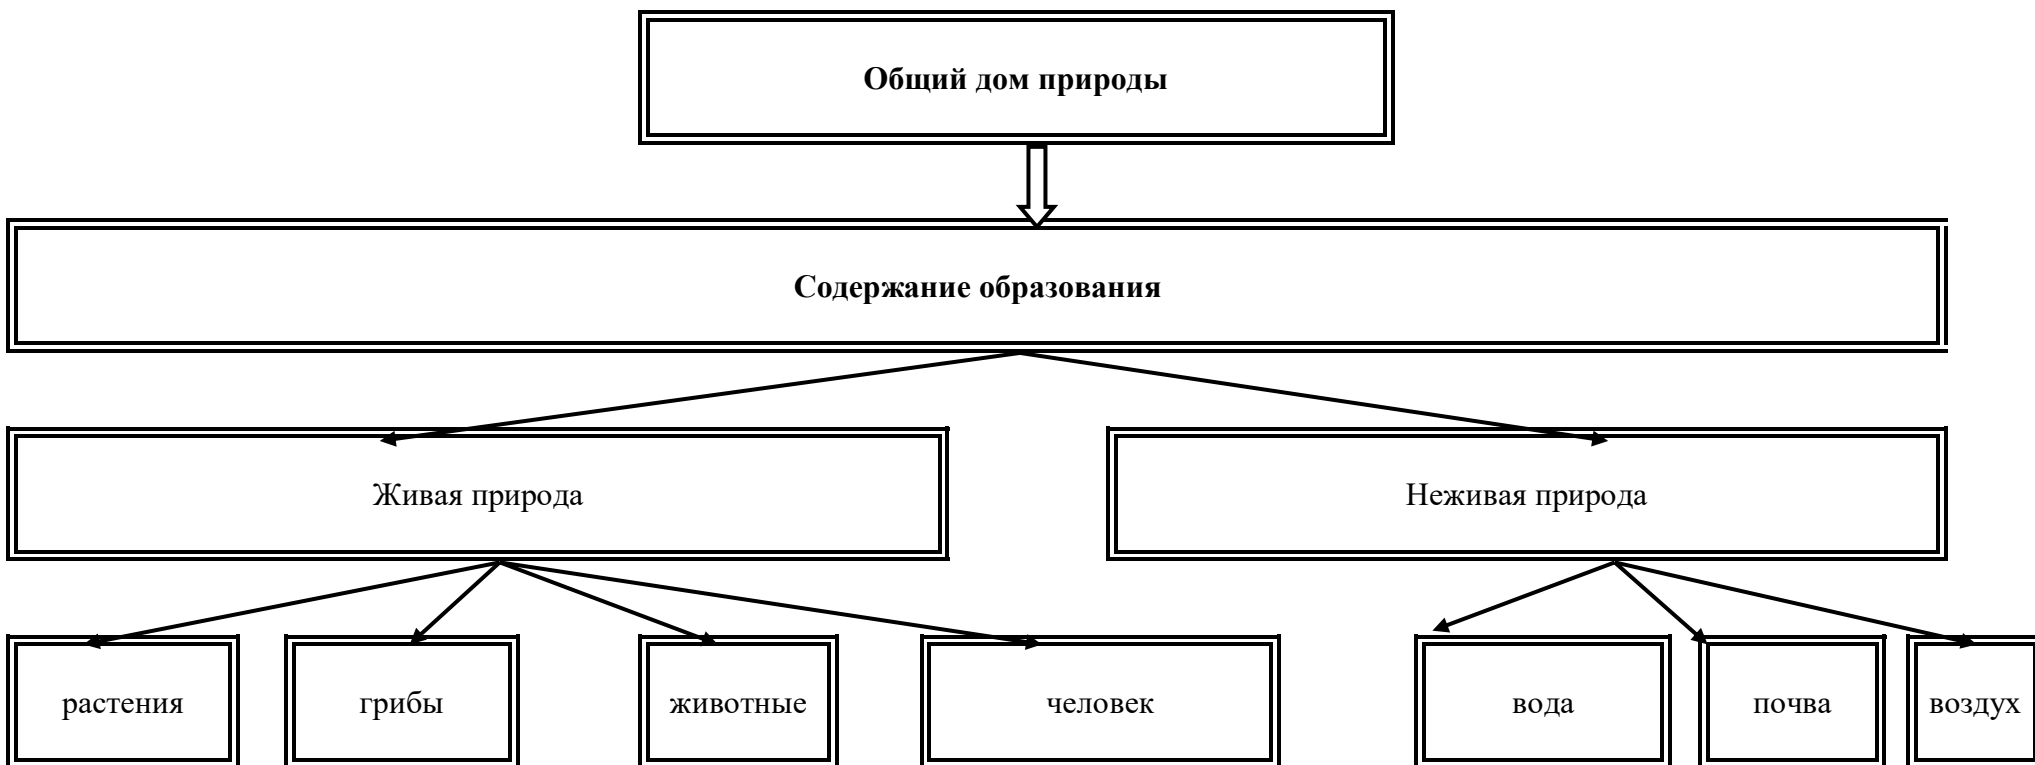 Общий дом природы
Содержание образования
Живая природа
Неживая природа
растения
грибы
животные
человек
вода
почва
воздух